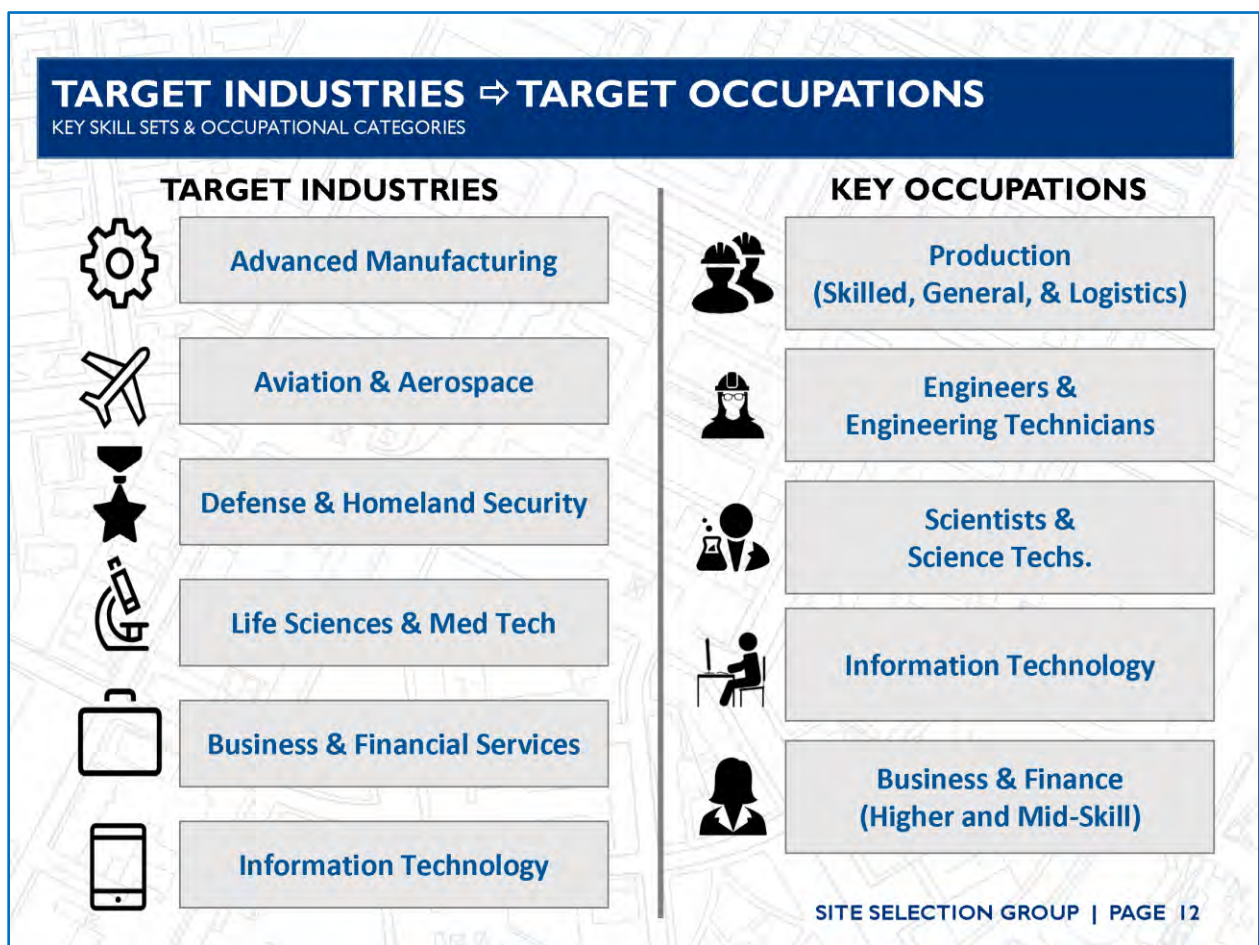 TARGET INDUSTRIES ⇨ TARGET OCCUPATIONS
KEY SKILL SETS & OCCUPATIONAL CATEGORIES
TARGET INDUSTRIES
Advanced Manufacturing
Aviation & Aerospace
Defense & Homeland Security
Life Sciences & Med Tech
Business & Financial Services
Information Technology
KEY OCCUPATIONS
Production
(Skilled, General, & Logistics)
Engineers &
Engineering Technicians
Scientists &
Science Techs.
Information Technology
Business & Finance
(Higher and Mid-Skill)
SITE SELECTION GROUP | PAGE 12